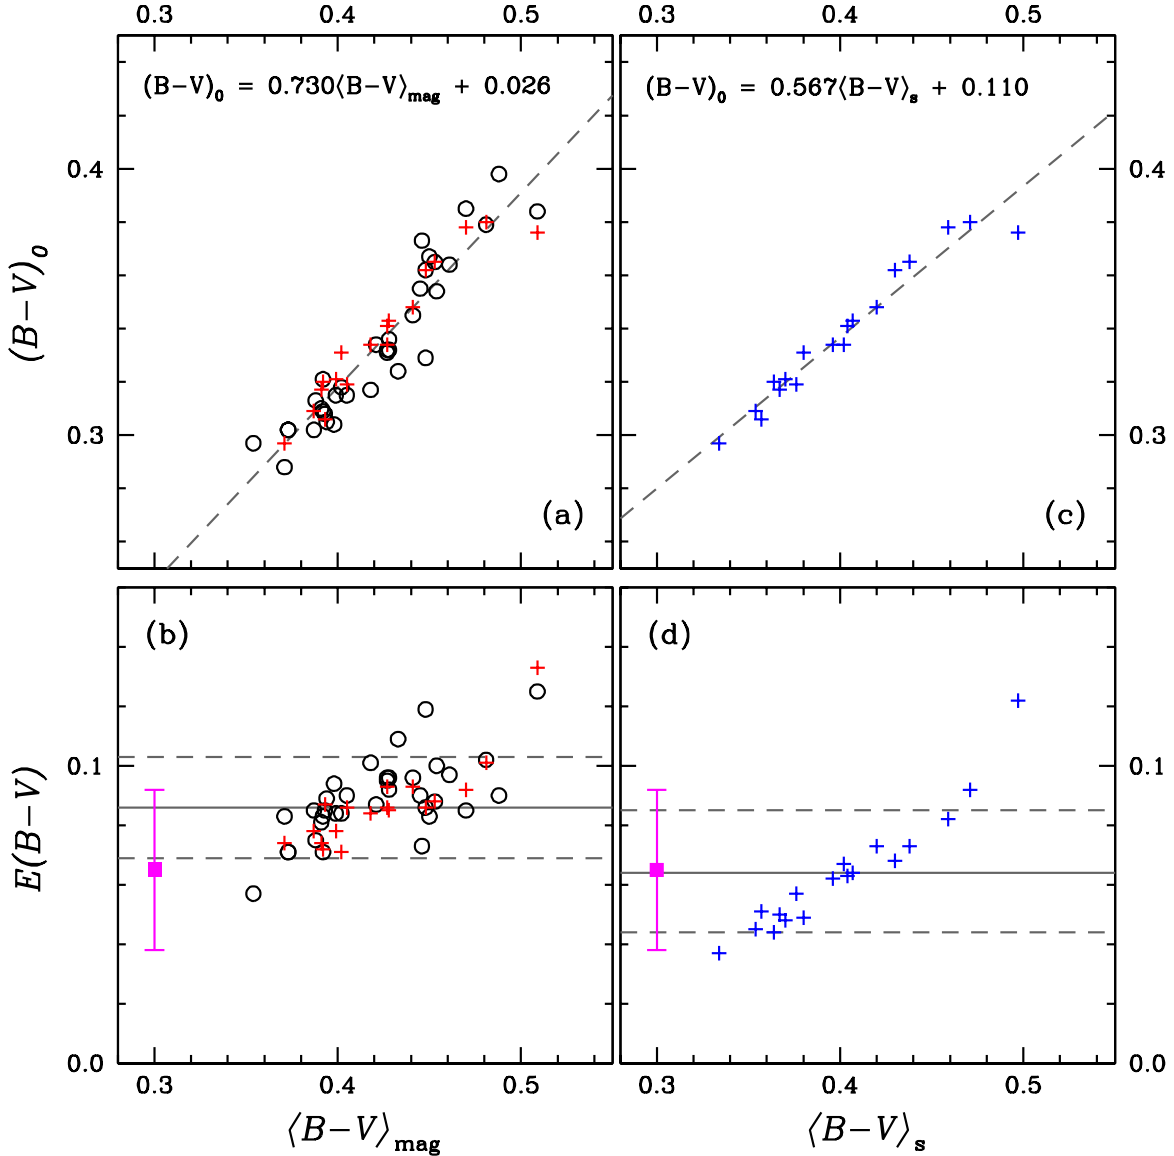 0.3 0.4 0.5 0.3 0.4 0.5
(B−V)₀ = 0.730⟨B−V⟩mag + 0.026
(B−V)₀ = 0.567⟨B−V⟩s + 0.110
0.4 0.4
(B−V)₀
0.3 0.3
(a) (c)
(b) (d)
0.1 0.1
E(B−V)
0.0 0.0
0.3 0.4 0.5 0.3 0.4 0.5
⟨B−V⟩mag ⟨B−V⟩s